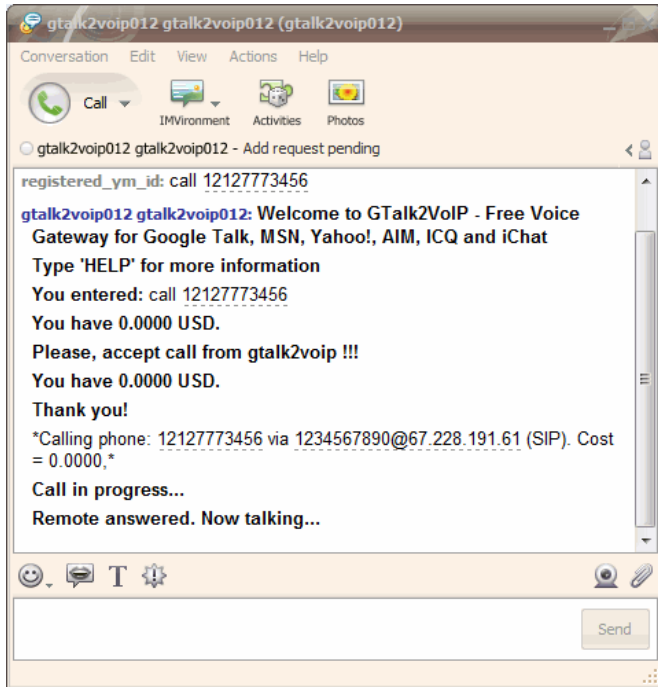 gtalk2voip012 gtalk2voip012 (gtalk2voip012)
Conversation Edit View Actions Help
Call
IMVironment Activities Photos
gtalk2voip012 gtalk2voip012 - Add request pending
registered_ym_id: call 12127773456
gtalk2voip012 gtalk2voip012: Welcome to GTalk2VoIP - Free Voice
Gateway for Google Talk, MSN, Yahoo!, AIM, ICQ and iChat
Type 'HELP' for more information
You entered: call 12127773456
You have 0.0000 USD.
Please, accept call from gtalk2voip !!!
You have 0.0000 USD.
Thank you!
*Calling phone: 12127773456 via 1234567890@67.228.191.61 (SIP). Cost
= 0.0000,*
Call in progress...
Remote answered. Now talking...
T
Send